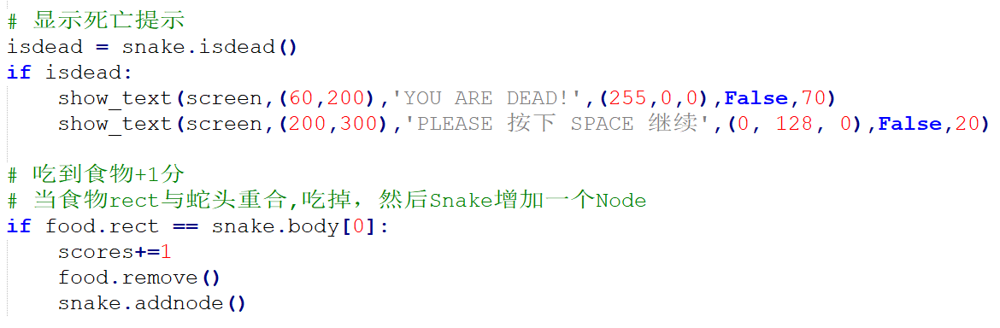 # 显示死亡提示
isdead = snake.isdead()
if isdead:
    show_text(screen,(60,200),'YOU ARE DEAD!',(255,0,0),False,70)
    show_text(screen,(200,300),'PLEASE 按下 SPACE 继续',(0, 128, 0),False,20)
# 吃到食物+1分
# 当食物rect与蛇头重合,吃掉，然后Snake增加一个Node
if food.rect == snake.body[0]:
    scores+=1
    food.remove()
    snake.addnode()